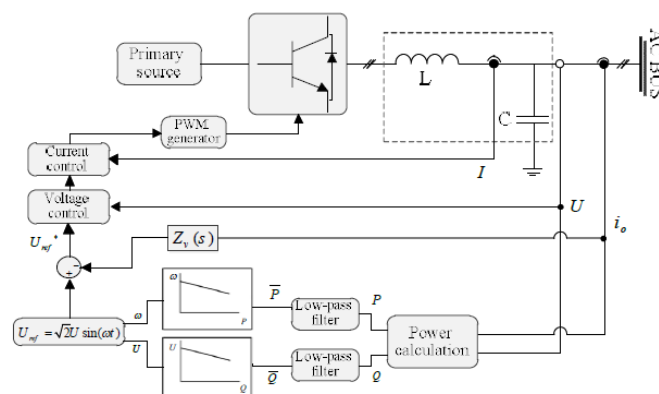 Primary
source
L
C
AC BUS
PWM
generator
Current
control
I
Voltage
control
U
U_ref*
i_o
Z_v(s)
+
-
ω
P
P̅
Low-pass
filter
P
U_ref = √2U sin(ωt)
ω
U
Power
calculation
U
Q
Q̅
Low-pass
filter
Q